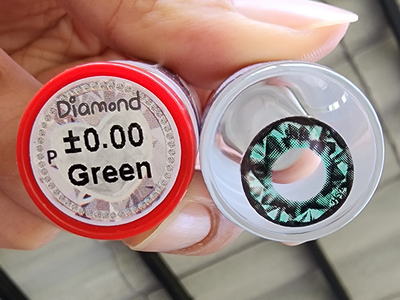 Diamond
±0.00
P
Green